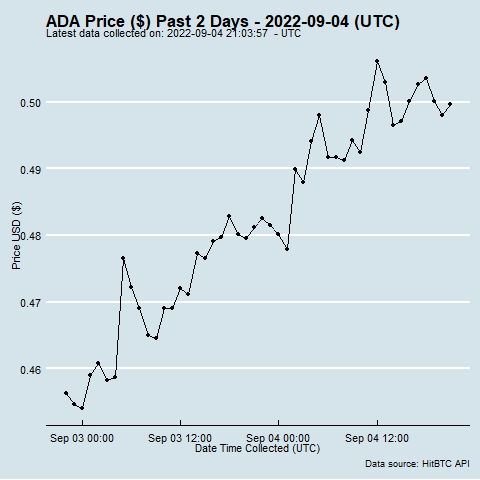 ADA Price ($) Past 2 Days - 2022-09-04 (UTC)
Latest data collected on: 2022-09-04 21:03:57 - UTC
0.50
0.49
0.48
0.47
0.46
Price USD ($)
Sep 03 00:00 Sep 03 12:00 Sep 04 00:00 Sep 04 12:00
Date Time Collected (UTC)
Data source: HitBTC API